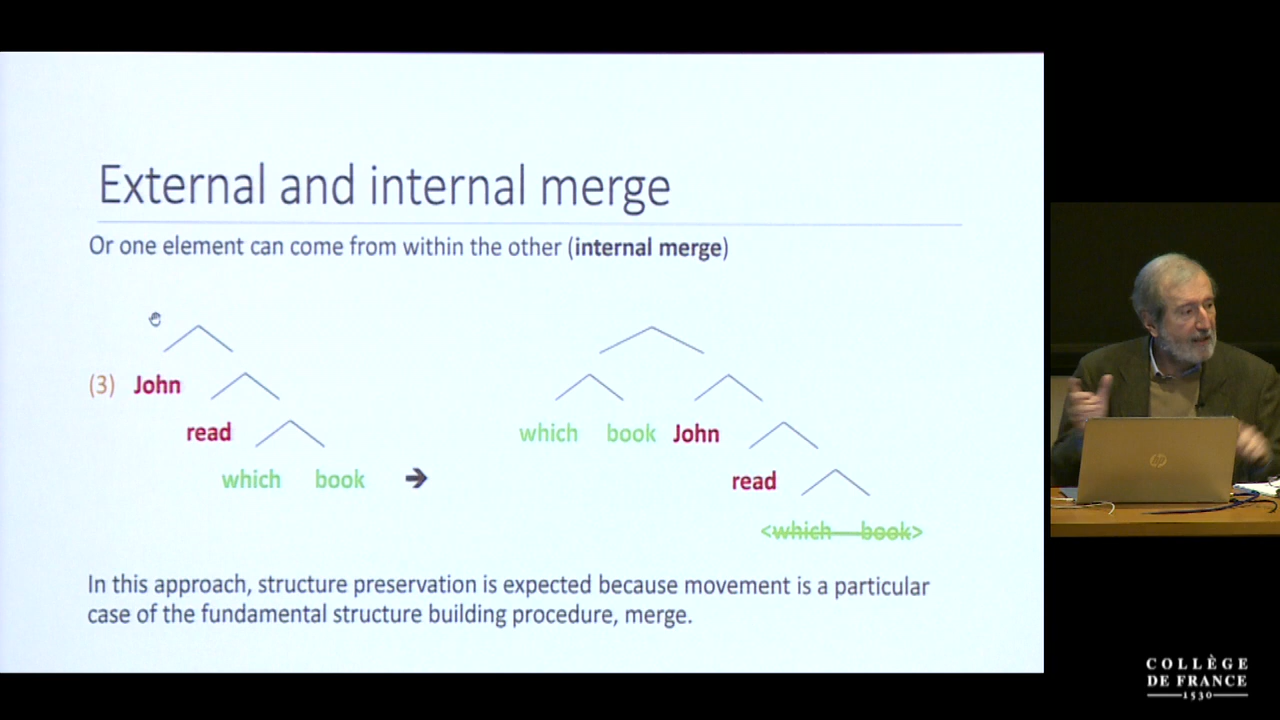 External and internal merge
Or one element can come from within the other (internal merge)
(3) John
read
which book ➔
which book John
read
<which book>
In this approach, structure preservation is expected because movement is a particular
case of the fundamental structure building procedure, merge.
hp
COLLÈGE
DE FRANCE
1530